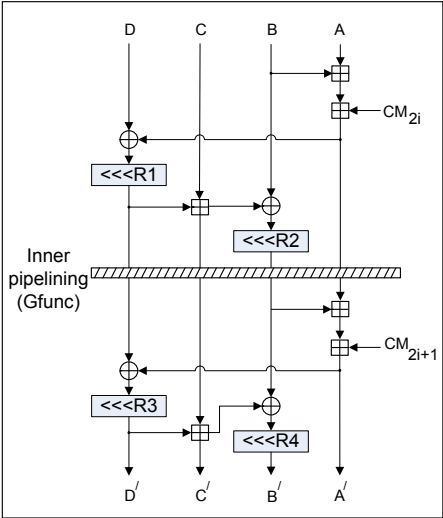 D C B A
CM2i
<<<R1
<<<R2
Inner
pipelining
(Gfunc)
CM2i+1
<<<R3
<<<R4
D/ C/ B/ A/